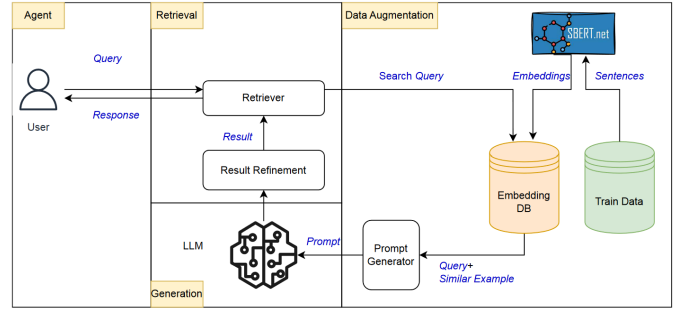 Agent
Retrieval
Data Augmentation
SBERT.net
Query
Search Query
Embeddings
Sentences
Retriever
Response
User
Result
Result Refinement
Embedding
DB
Train Data
LLM
Prompt
Prompt
Generator
Query+
Similar Example
Generation